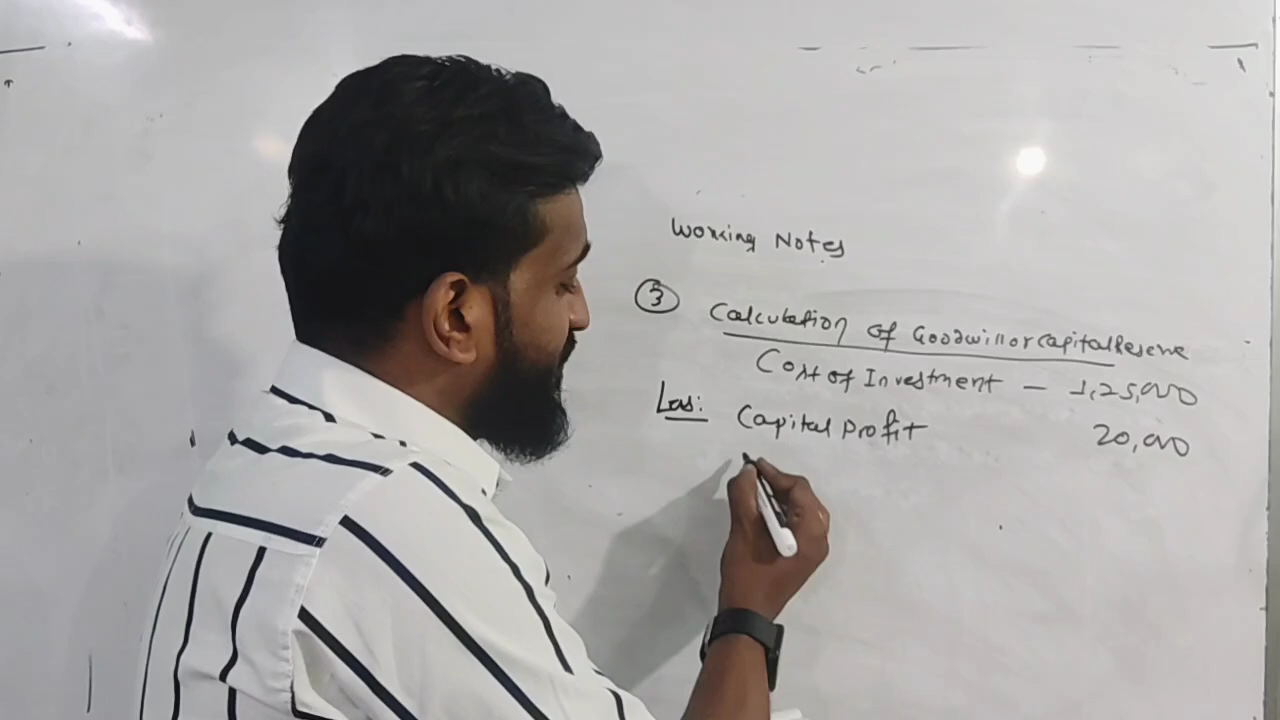 Working Notes
3 Calculation of Goodwill or Capital Reserve
Cost of Investment - 1,25,000
Less: Capital Profit 20,000